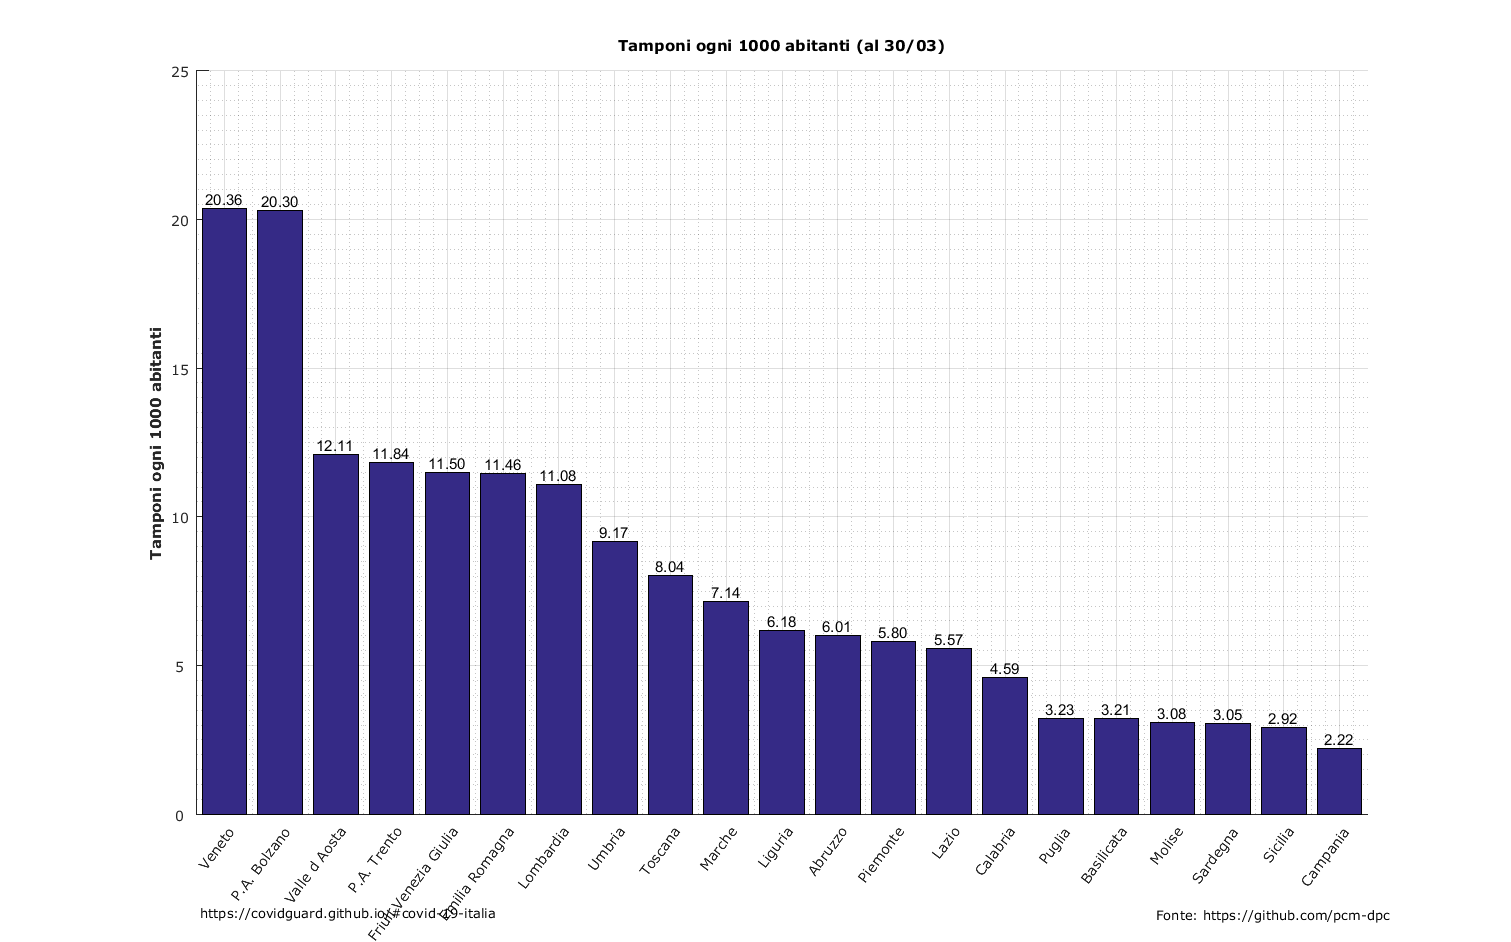 Tamponi ogni 1000 abitanti (al 30/03)
Tamponi ogni 1000 abitanti
25
20
15
10
5
0
20.36
20.30
12.11
11.84
11.50
11.46
11.08
9.17
8.04
7.14
6.18
6.01
5.80
5.57
4.59
3.23
3.21
3.08
3.05
2.92
2.22
Veneto
P.A. Bolzano
Valle d Aosta
P.A. Trento
Friuli Venezia Giulia
Emilia Romagna
Lombardia
Umbria
Toscana
Marche
Liguria
Abruzzo
Piemonte
Lazio
Calabria
Puglia
Basilicata
Molise
Sardegna
Sicilia
Campania
https://covidguard.github.io/#covid-19-italia
Fonte: https://github.com/pcm-dpc